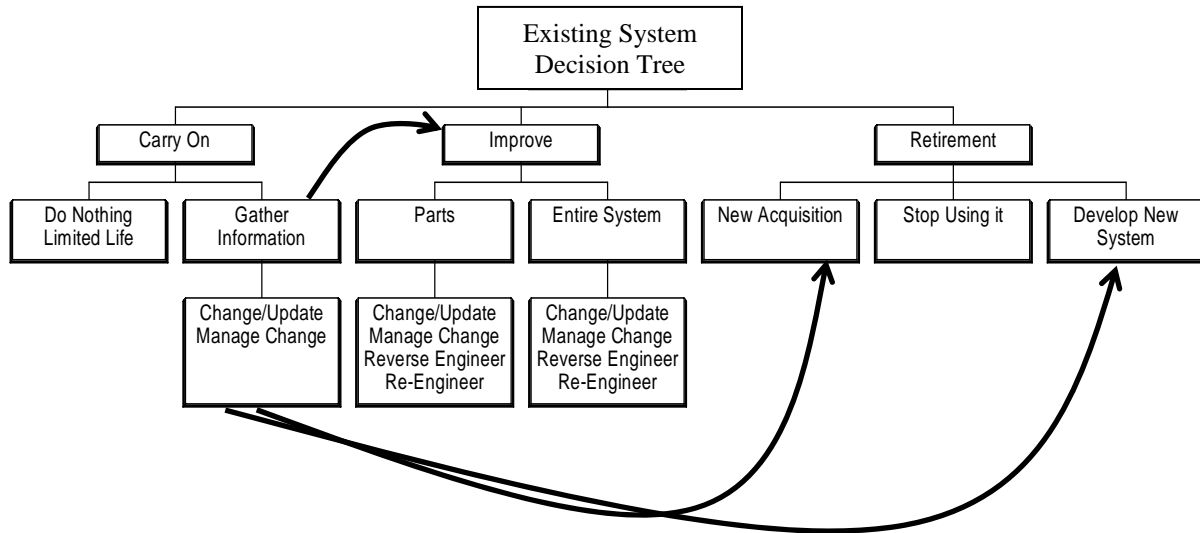 Existing System
Decision Tree
Carry On
Improve
Retirement
Do Nothing
Limited Life
Gather
Information
Parts
Entire System
New Acquisition
Stop Using it
Develop New
System
Change/Update
Manage Change
Change/Update
Manage Change
Reverse Engineer
Re-Engineer
Change/Update
Manage Change
Reverse Engineer
Re-Engineer